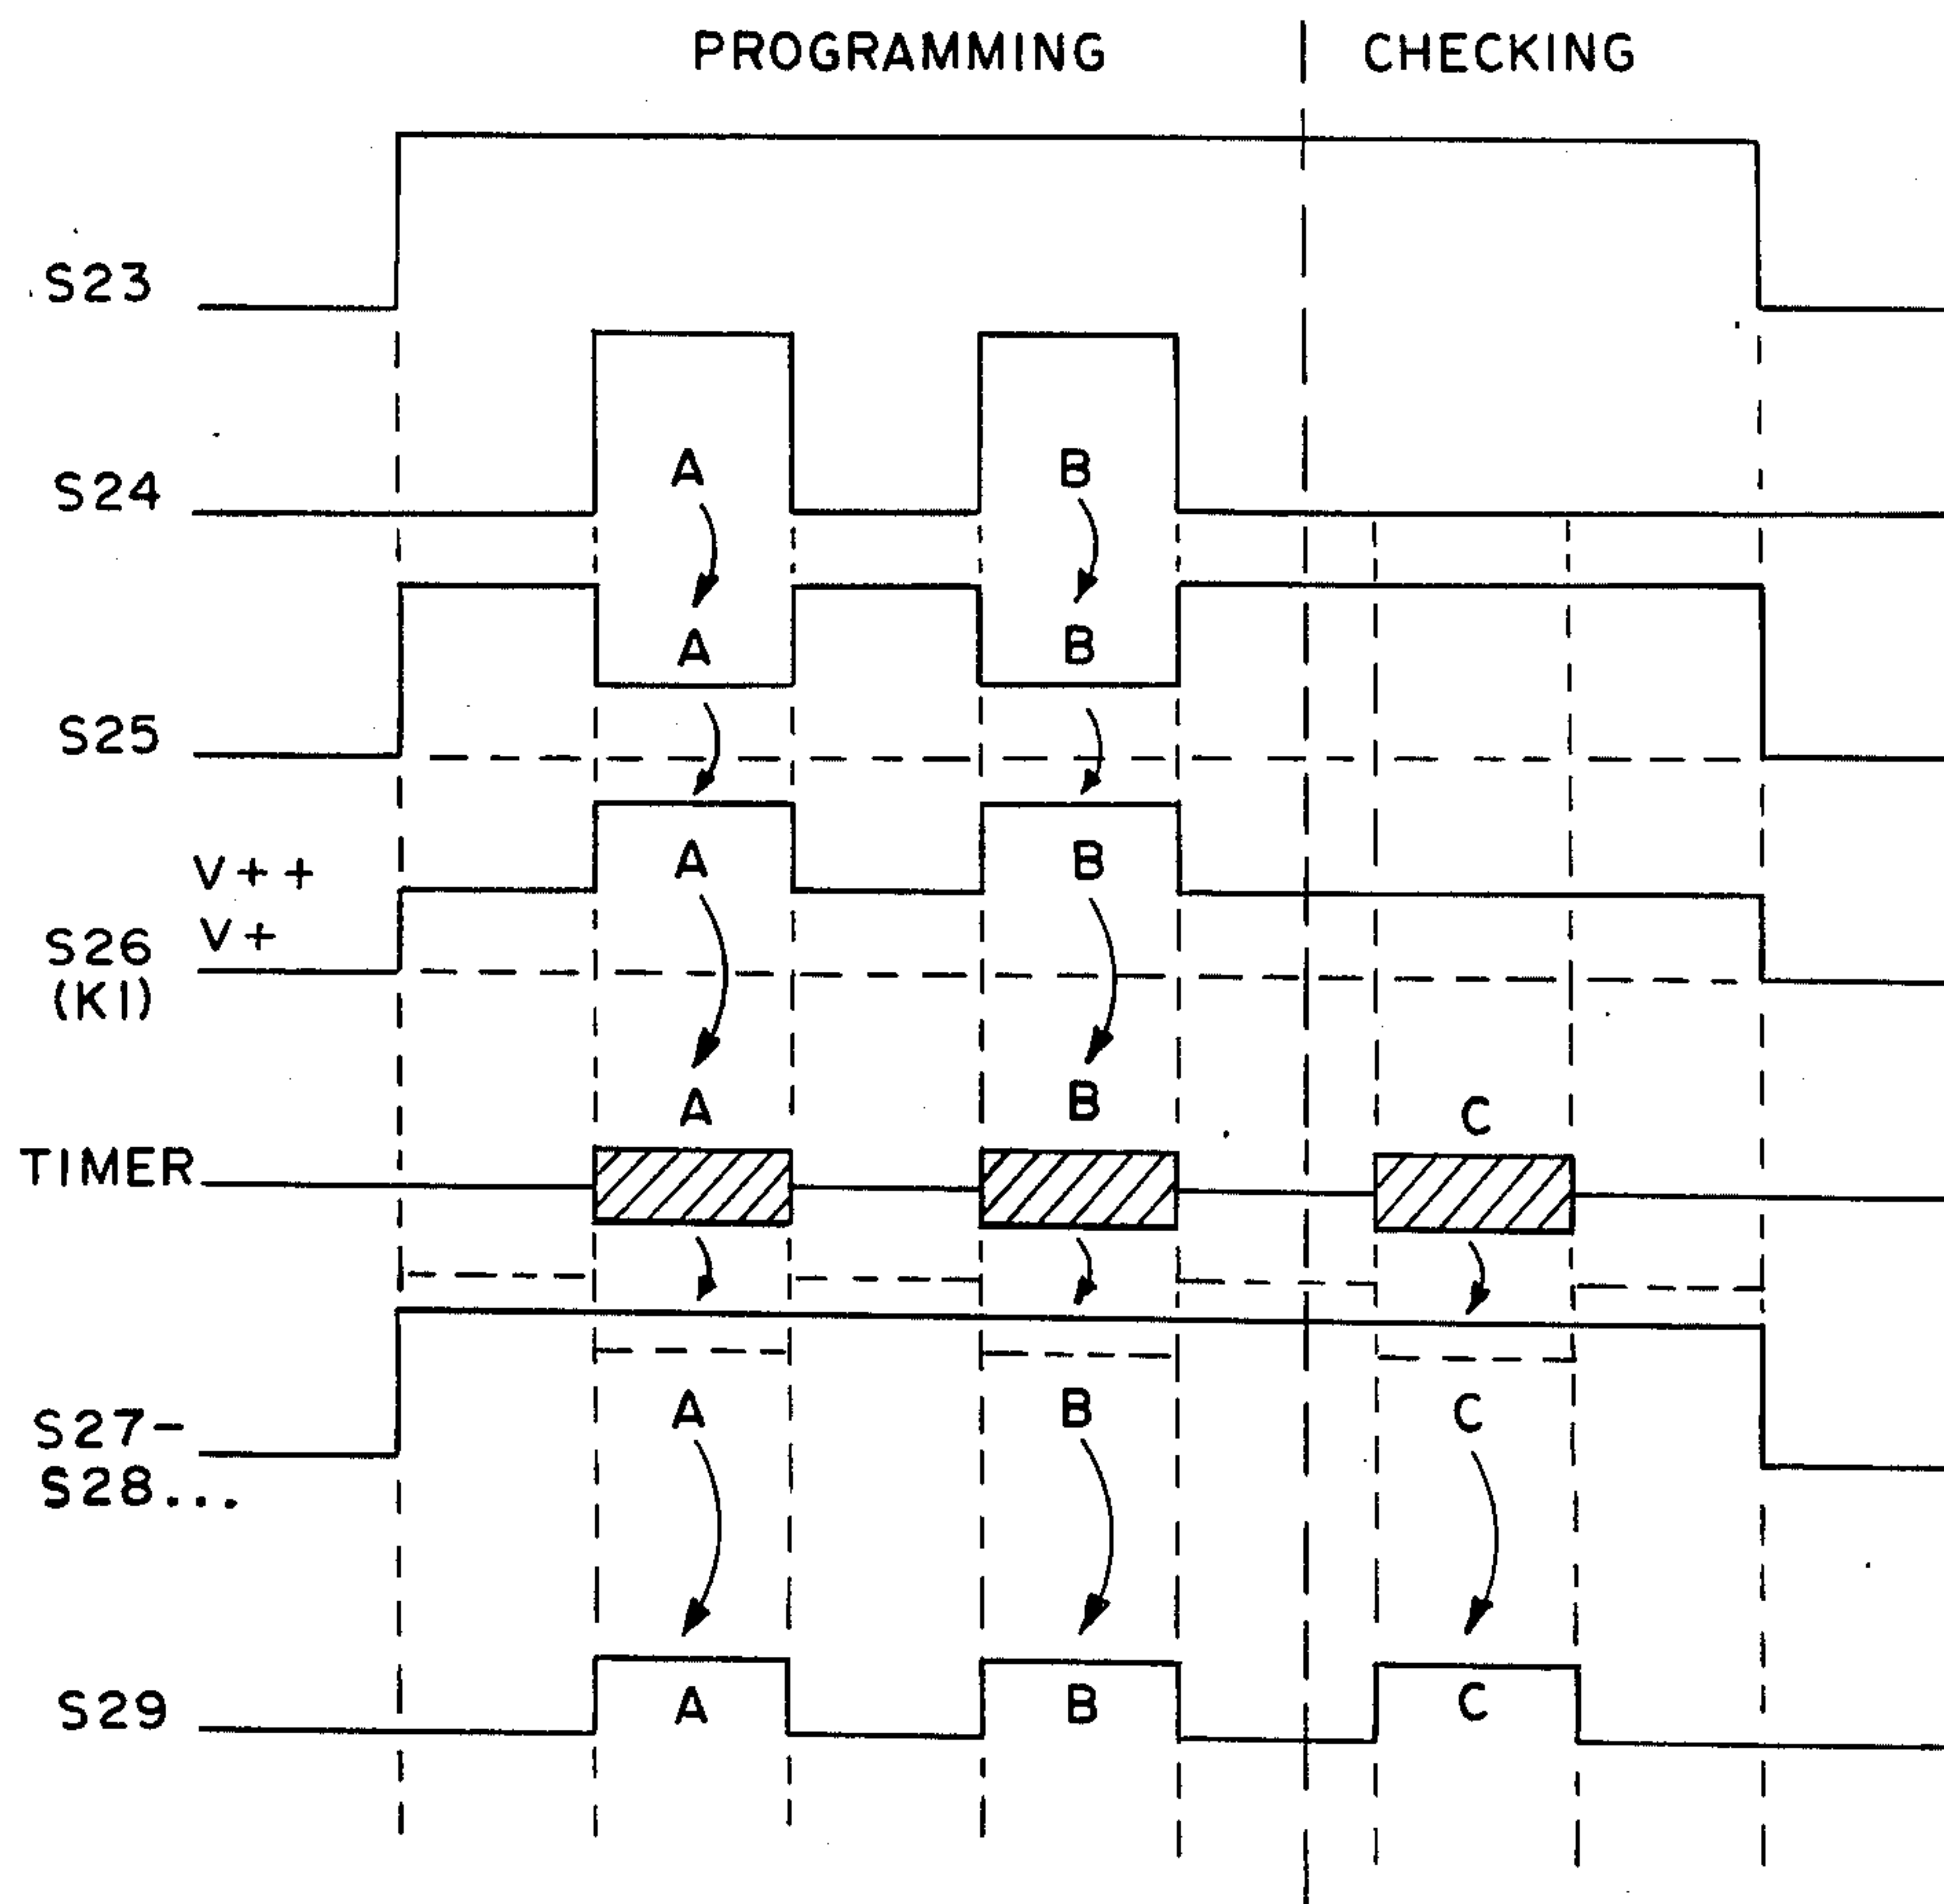 PROGRAMMING CHECKING
S23
S24 A B
A B
S25
V++ A B
V+
S26
(K1)
A B C
TIMER
A B C
S27-
S28...
S29 A B C